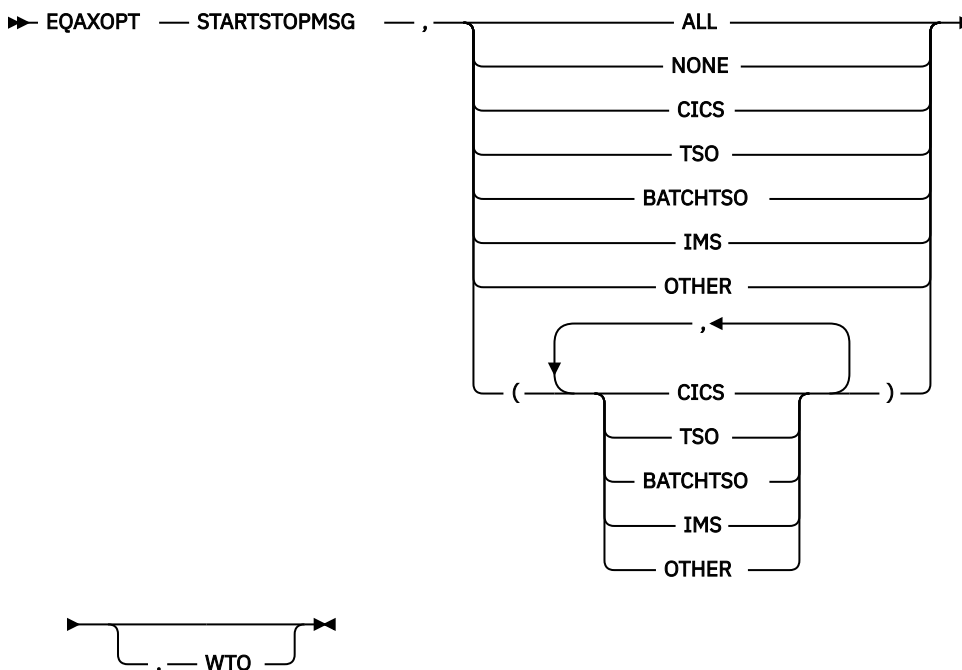 EQAXOPT STARTSTOPMSG , ALL
NONE
CICS
TSO
BATCHTSO
IMS
OTHER
,
( CICS )
TSO
BATCHTSO
IMS
OTHER
, WTO